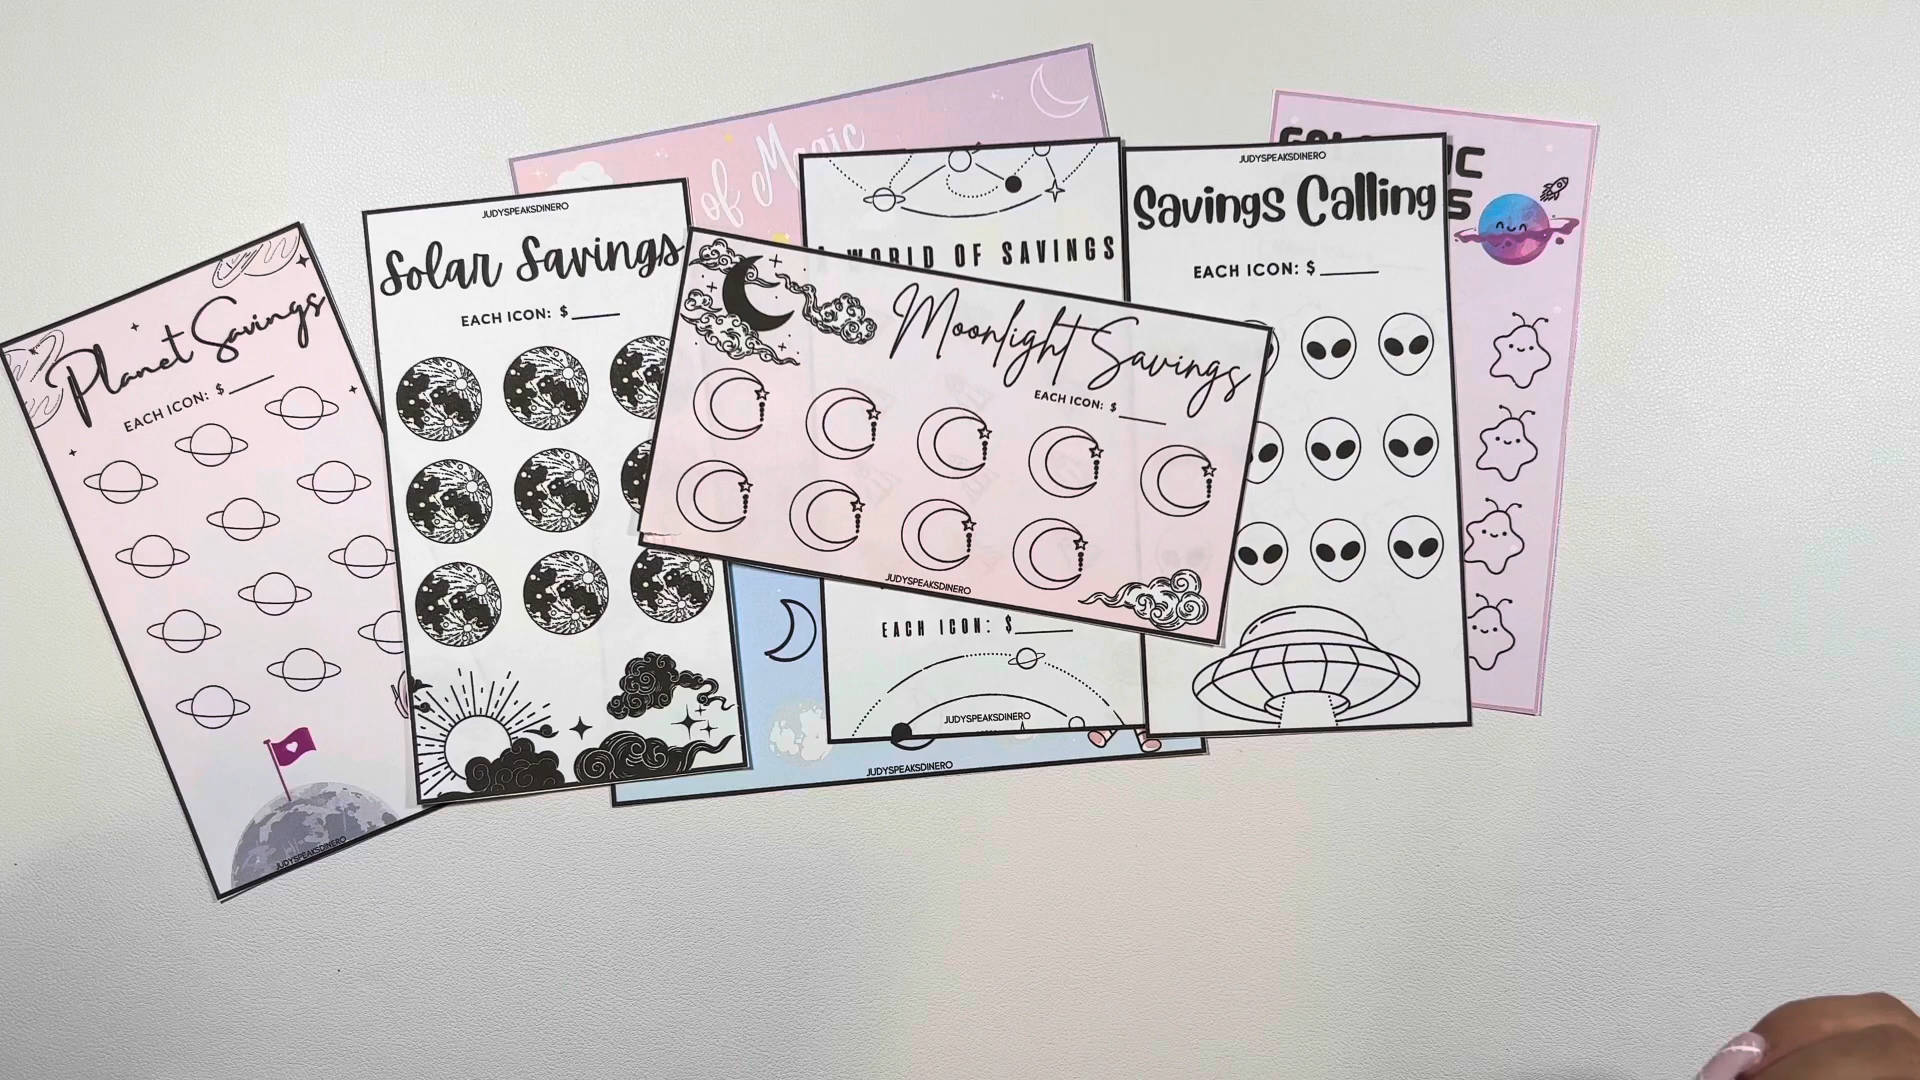 Planet Savings
EACH ICON: $
JUDYSPEAKSDINERO
JUDYSPEAKSDINERO
Solar Savings
EACH ICON: $
of Magic
WORLD OF SAVINGS
EACH ICON: $
JUDYSPEAKSDINERO
Moonlight Savings
EACH ICON: $
JUDYSPEAKSDINERO
JUDYSPEAKSDINERO
JUDYSPEAKSDINERO
Savings Calling
EACH ICON: $